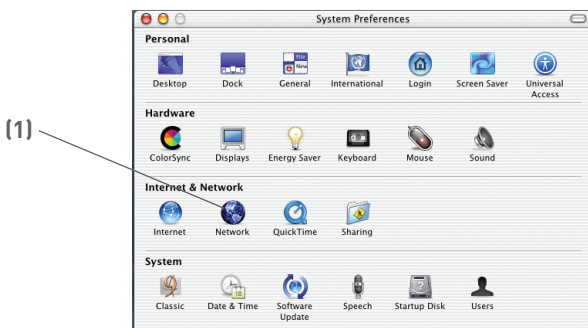 System Preferences
Personal
Desktop Dock General International Login Screen Saver Universal
Access
Hardware
(1)
ColorSync Displays Energy Saver Keyboard Mouse Sound
Internet & Network
Internet Network QuickTime Sharing
System
Classic Date & Time Software Speech Startup Disk Users
Update